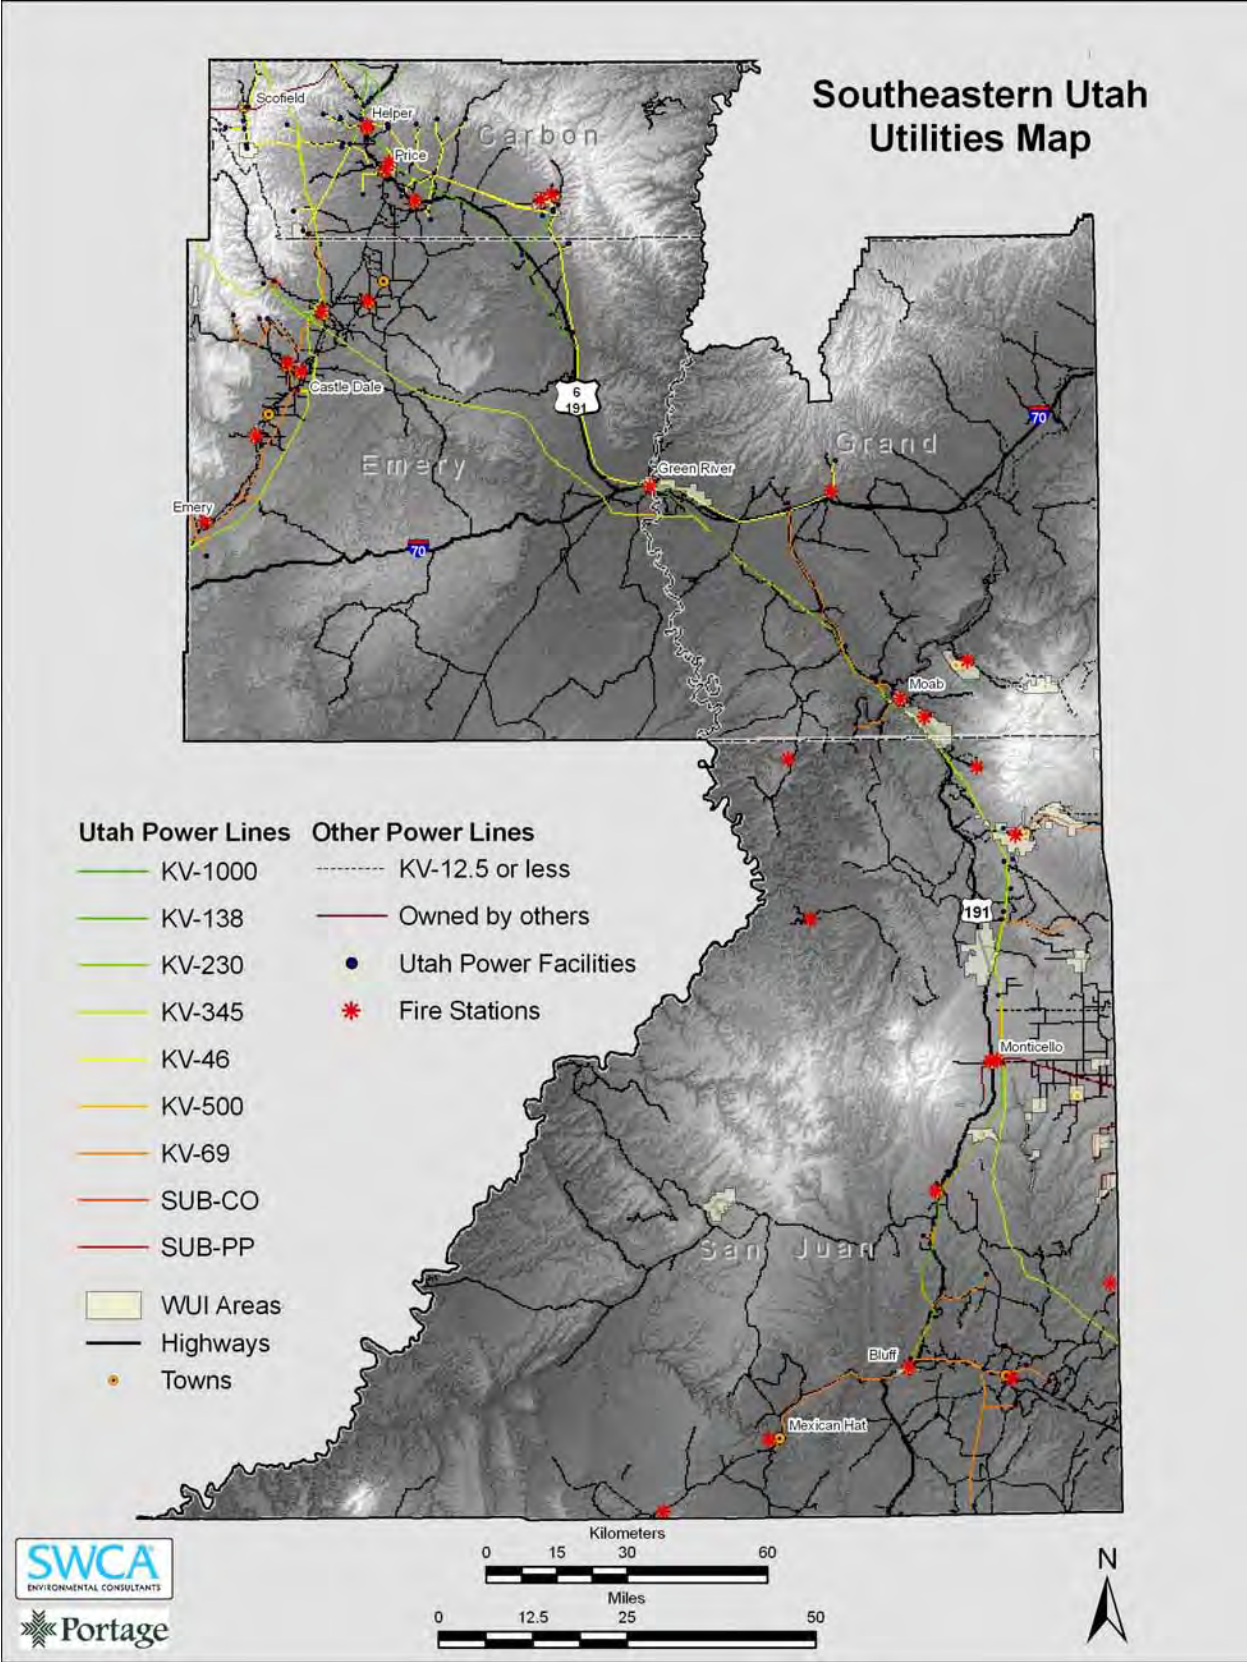 Southeastern Utah
Utilities Map
Scofield
Helper
Carbon
Price
Castle Dale
6
191
70
Grand
Emery
Green River
Emery
70
Moab
191
Monticello
San Juan
Bluff
Mexican Hat
Utah Power Lines
KV-1000
KV-138
KV-230
KV-345
KV-46
KV-500
KV-69
SUB-CO
SUB-PP
WUI Areas
Highways
Towns
Other Power Lines
KV-12.5 or less
Owned by others
Utah Power Facilities
Fire Stations
SWCA
ENVIRONMENTAL CONSULTANTS
Portage
Kilometers
0 15 30 60
Miles
0 12.5 25 50
N